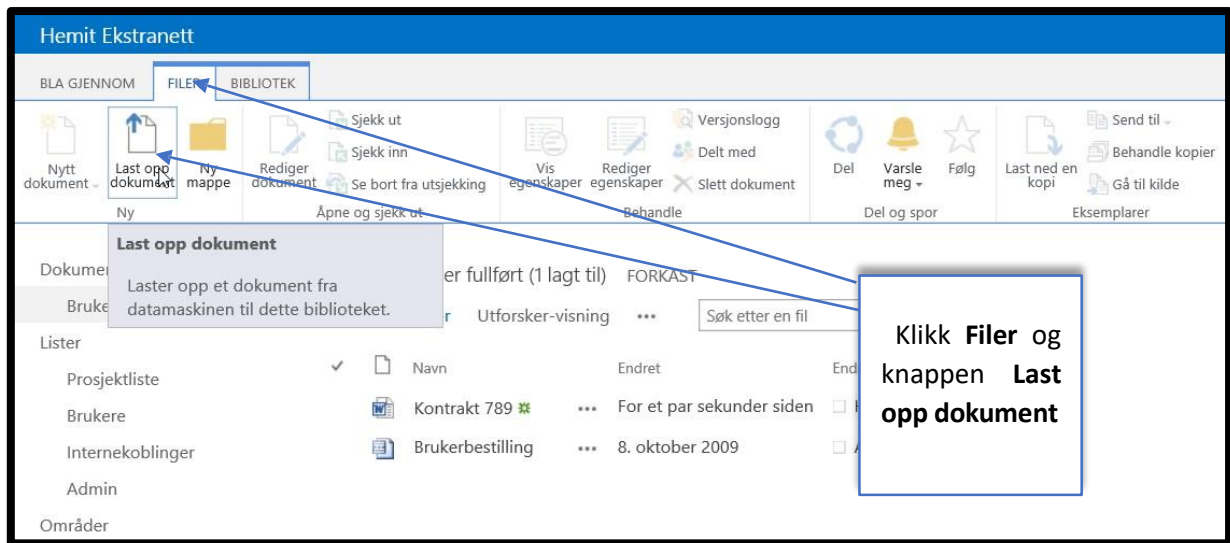 Hemit Ekstranett
BLA GJENNOM FILER BIBLIOTEK
Nytt dokument
Last opp dokument
Ny mappe
Rediger dokument
Sjekk ut
Sjekk inn
Se bort fra utsjekking
Vis egenskaper
Rediger egenskaper
Versjonslogg
Delt med
Slett dokument
Del
Varsle meg
Følg
Last ned en kopi
Send til
Behandle kopier
Gå til kilde
Ny
Åpne og sjekk ut
Behandle
Del og spor
Eksemplarer
Last opp dokument
Laster opp et dokument fra
datamaskinen til dette biblioteket.
er fullført (1 lagt til) FORKAST
Utforsker-visning ••• Søk etter en fil
Lister
Prosjektliste
Brukere
Internekoblinger
Admin
Områder
Navn Endret
Kontrakt 789 ••• For et par sekunder siden
Brukerbestilling ••• 8. oktober 2009
Klikk Filer og
knappen Last
opp dokument